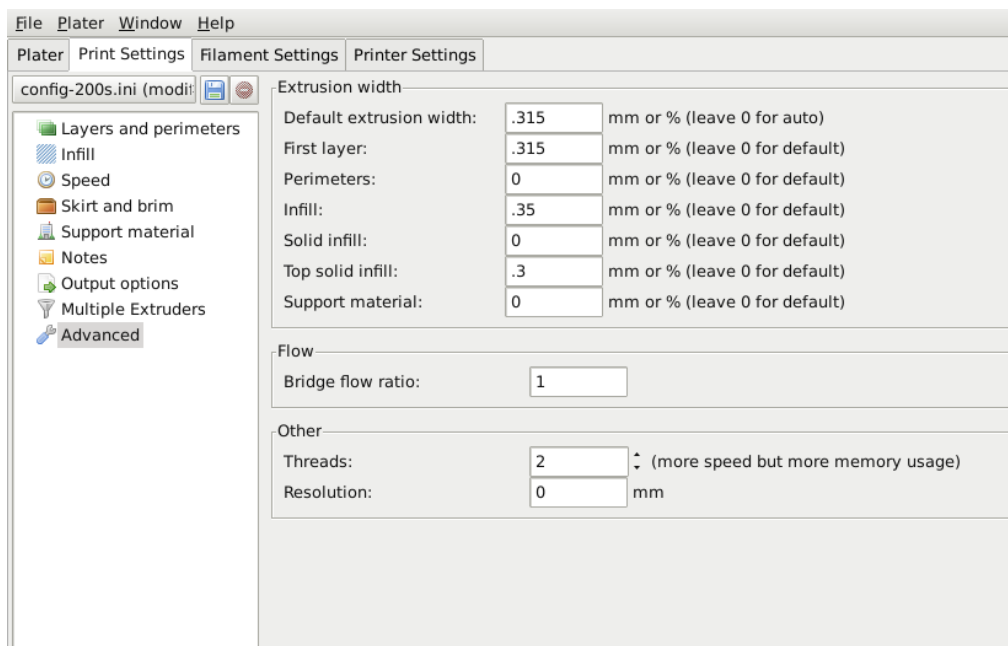 File Plater Window Help
Plater Print Settings Filament Settings Printer Settings
config-200s.ini (modi
Layers and perimeters
Infill
Speed
Skirt and brim
Support material
Notes
Output options
Multiple Extruders
Advanced
Extrusion width
Default extrusion width: .315 mm or % (leave 0 for auto)
First layer: .315 mm or % (leave 0 for default)
Perimeters: 0 mm or % (leave 0 for default)
Infill: .35 mm or % (leave 0 for default)
Solid infill: 0 mm or % (leave 0 for default)
Top solid infill: .3 mm or % (leave 0 for default)
Support material: 0 mm or % (leave 0 for default)
Flow
Bridge flow ratio: 1
Other
Threads: 2 (more speed but more memory usage)
Resolution: 0 mm